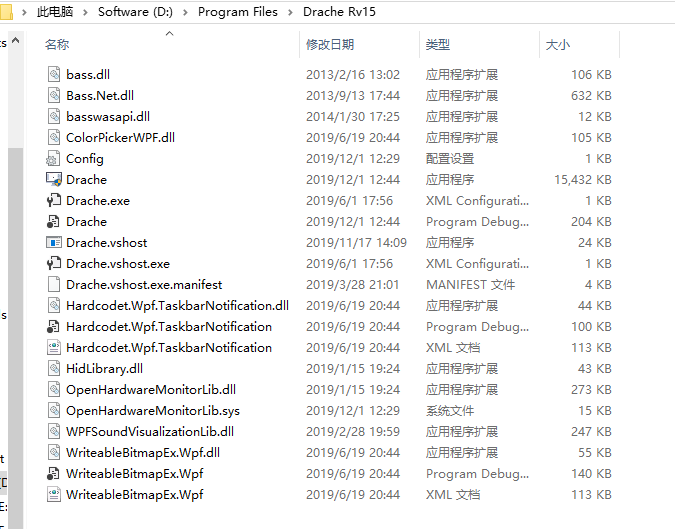 此电脑 > Software (D:) > Program Files > Drache Rv15
名称 修改日期 类型 大小
bass.dll 2013/2/16 13:02 应用程序扩展 106 KB
Bass.Net.dll 2013/9/13 17:44 应用程序扩展 632 KB
basswasapi.dll 2014/1/30 17:25 应用程序扩展 12 KB
ColorPickerWPF.dll 2019/6/19 20:44 应用程序扩展 105 KB
Config 2019/12/1 12:29 配置设置 1 KB
Drache 2019/12/1 12:44 应用程序 15,432 KB
Drache.exe 2019/6/1 17:56 XML Configurati... 1 KB
Drache 2019/12/1 12:44 Program Debug... 204 KB
Drache.vshost 2019/11/17 14:09 应用程序 24 KB
Drache.vshost.exe 2019/6/1 17:56 XML Configurati... 1 KB
Drache.vshost.exe.manifest 2019/3/28 21:01 MANIFEST 文件 4 KB
Hardcodet.Wpf.TaskbarNotification.dll 2019/6/19 20:44 应用程序扩展 44 KB
Hardcodet.Wpf.TaskbarNotification 2019/6/19 20:44 Program Debug... 100 KB
Hardcodet.Wpf.TaskbarNotification 2019/6/19 20:44 XML 文档 113 KB
HidLibrary.dll 2019/1/15 19:24 应用程序扩展 43 KB
OpenHardwareMonitorLib.dll 2019/1/15 19:24 应用程序扩展 273 KB
OpenHardwareMonitorLib.sys 2019/12/1 12:29 系统文件 15 KB
WPFSoundVisualizationLib.dll 2019/2/28 19:59 应用程序扩展 247 KB
WriteableBitmapEx.Wpf.dll 2019/6/19 20:44 应用程序扩展 55 KB
WriteableBitmapEx.Wpf 2019/6/19 20:44 Program Debug... 140 KB
WriteableBitmapEx.Wpf 2019/6/19 20:44 XML 文档 113 KB